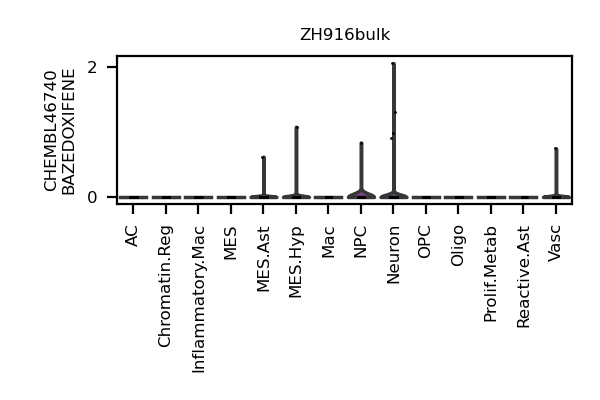 ZH916bulk
CHEMBL46740
BAZEDOXIFENE
2
0
AC
Chromatin.Reg
Inflammatory.Mac
MES
MES.Ast
MES.Hyp
Mac
NPC
Neuron
OPC
Oligo
Prolif.Metab
Reactive.Ast
Vasc